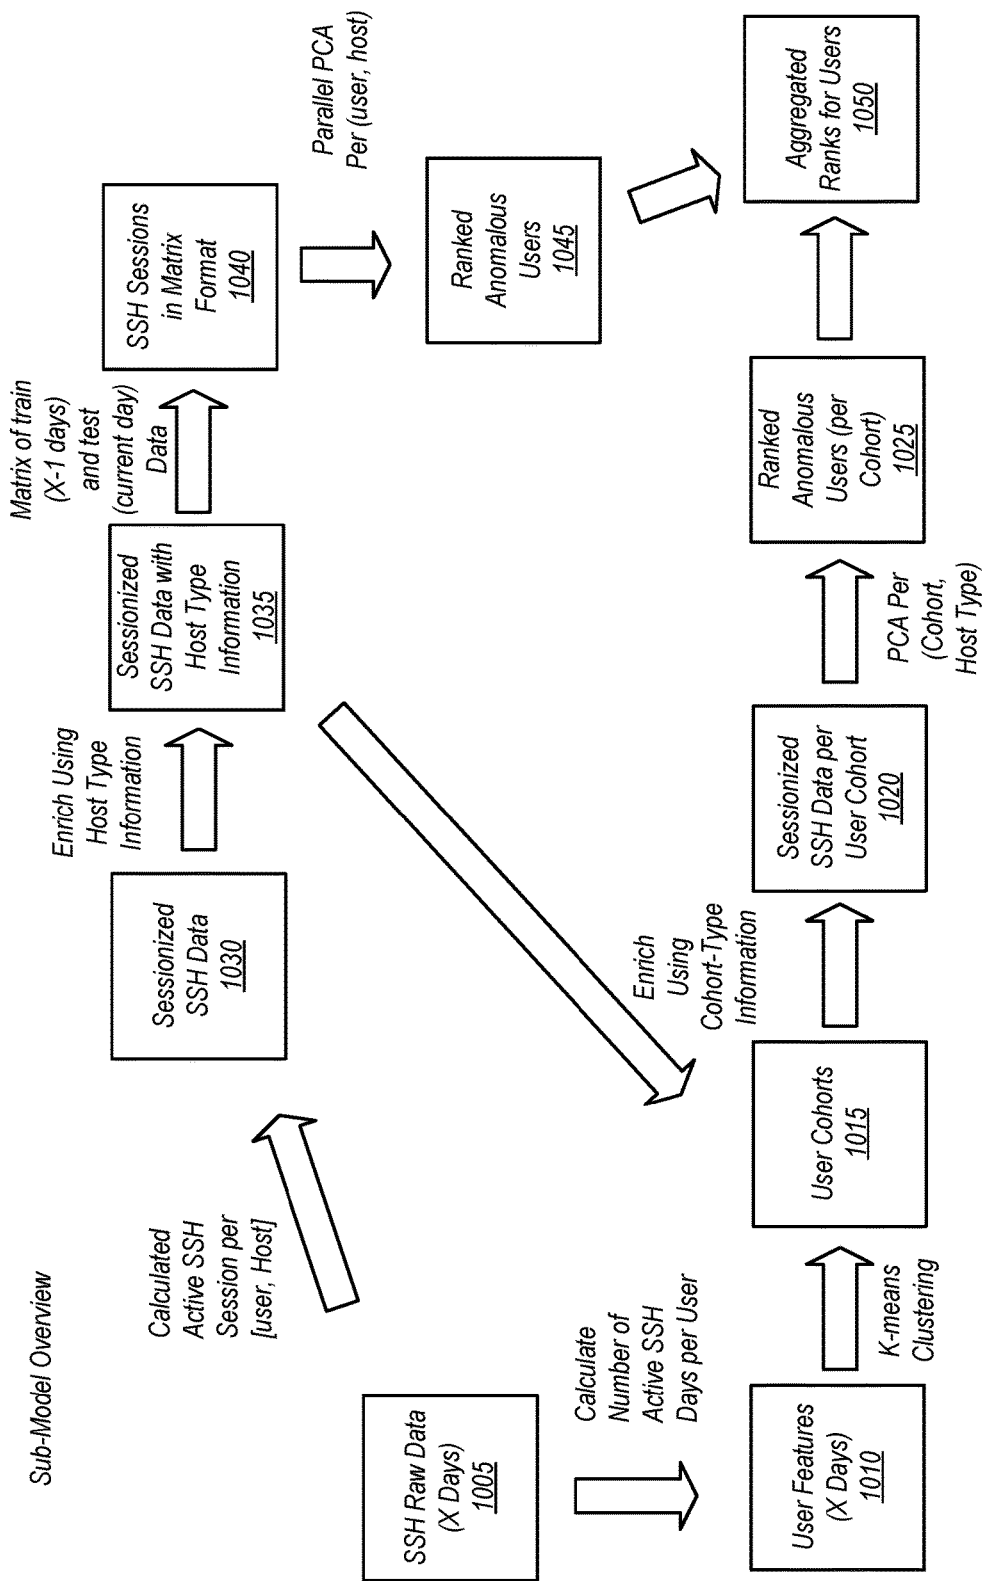 Sub-Model Overview
SSH Raw Data
(X Days)
1005
Calculated
Active SSH
Session per
[user, Host]
Sessionized
SSH Data
1030
Enrich Using
Host Type
Information
Sessionized
SSH Data with
Host Type
Information
1035
Matrix of train
(X-1 days)
and test
(current day)
Data
SSH Sessions
in Matrix
Format
1040
Parallel PCA
Per (user, host)
Ranked
Anomalous
Users
1045
Calculate
Number of
Active SSH
Days per User
User Features
(X Days)
1010
K-means
Clustering
User Cohorts
1015
Enrich
Using
Cohort-Type
Information
Sessionized
SSH Data per
User Cohort
1020
PCA Per
(Cohort,
Host Type)
Ranked
Anomalous
Users (per
Cohort)
1025
Aggregated
Ranks for Users
1050